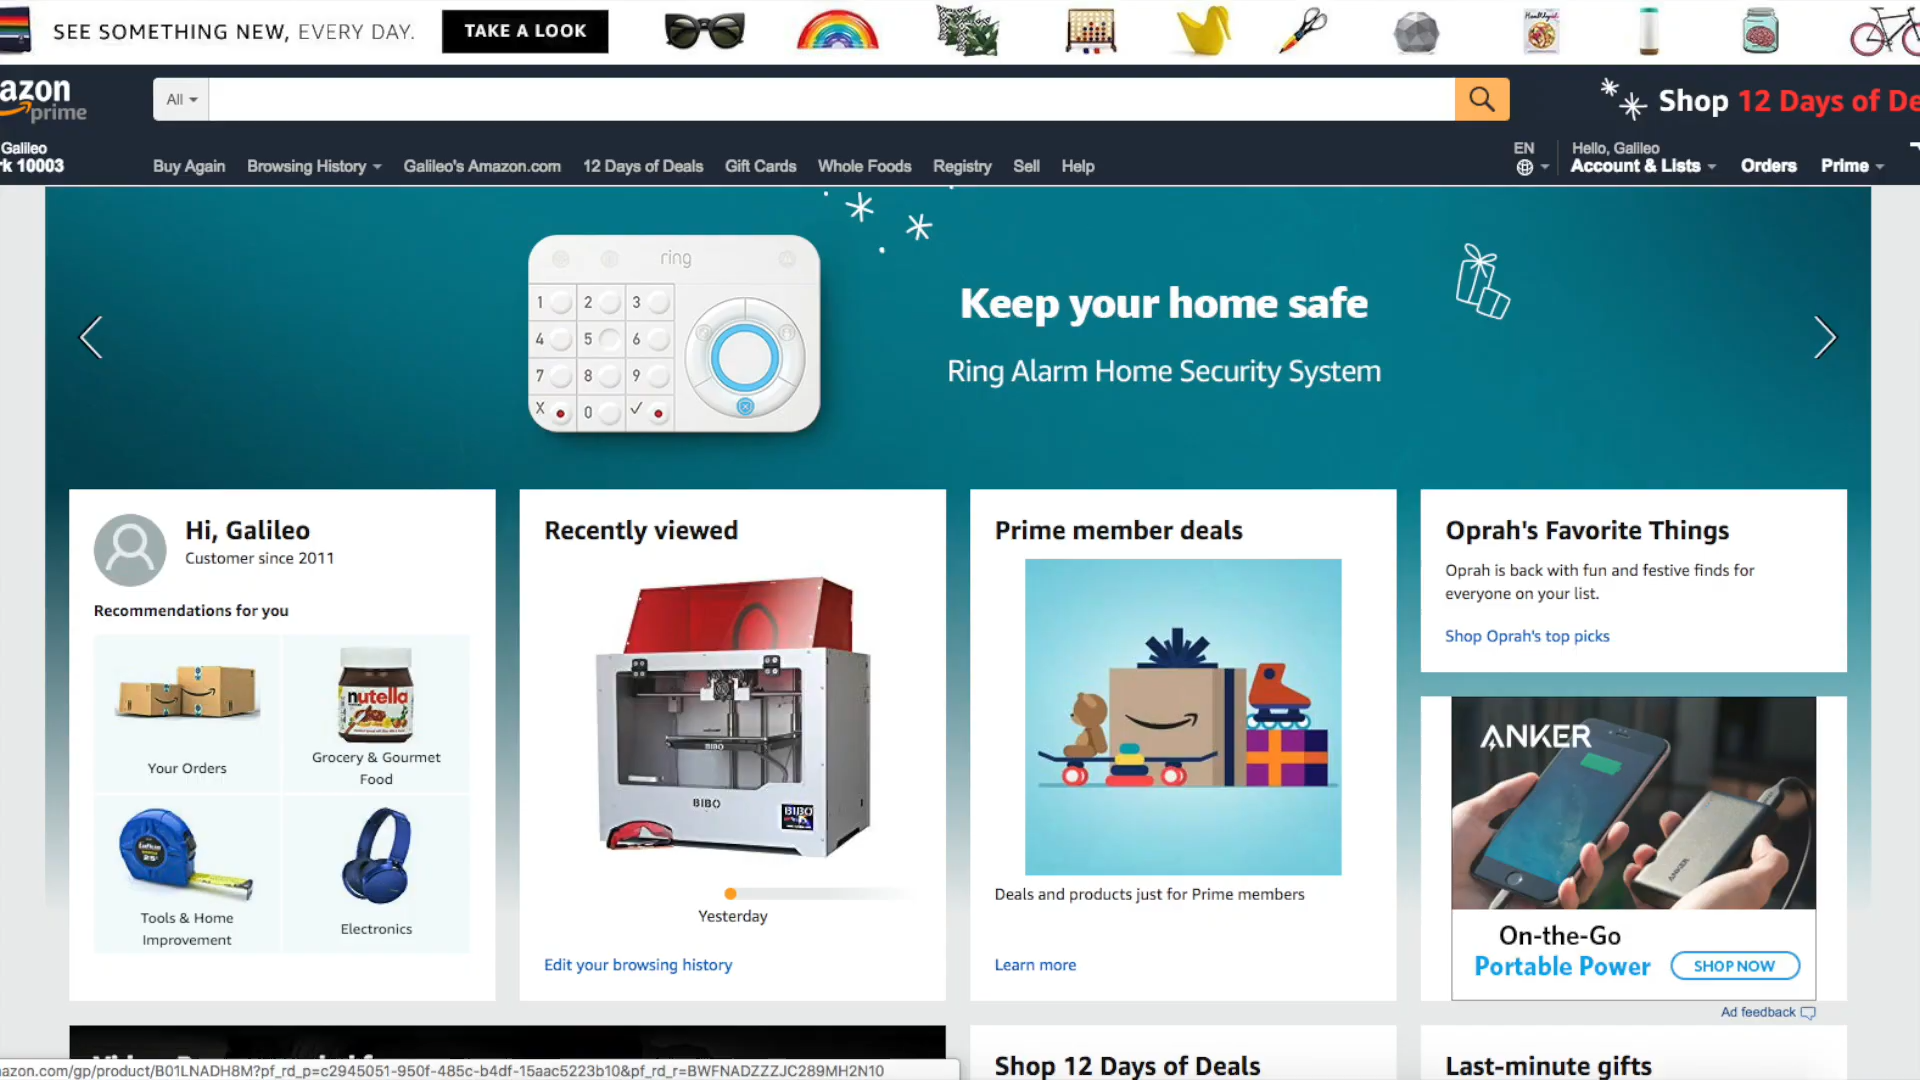 SEE SOMETHING NEW, EVERY DAY. TAKE A LOOK
azon
prime
All
Shop 12 Days of De
Galileo
rk 10003
Buy Again Browsing History Galileo's Amazon.com 12 Days of Deals Gift Cards Whole Foods Registry Sell Help
EN
Hello, Galileo
Account & Lists Orders Prime
ring
1 2 3
4 5 6
7 8 9
X 0 ✓
Keep your home safe
Ring Alarm Home Security System
Hi, Galileo
Customer since 2011
Recommendations for you
nutella
Your Orders
Grocery & Gourmet
Food
Lufkin
25'
Tools & Home
Improvement
Electronics
Recently viewed
BIBO
BIBO
BIBO
Yesterday
Edit your browsing history
Prime member deals
Deals and products just for Prime members
Learn more
Oprah's Favorite Things
Oprah is back with fun and festive finds for
everyone on your list.
Shop Oprah's top picks
ANKER
ANKER
On-the-Go
Portable Power SHOP NOW
Ad feedback
Shop 12 Days of Deals
Last-minute gifts
azon.com/gp/product/B01LNADH8M?pf_rd_p=c2945051-950f-485c-b4df-15aac5223b10&pf_rd_r=BWFNADZZZJC289MH2N10